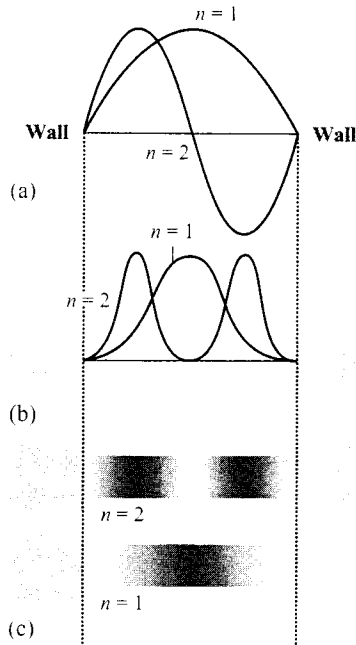 n = 1
Wall
Wall
n = 2
(a)
n = 1
n = 2
(b)
n = 2
n = 1
(c)